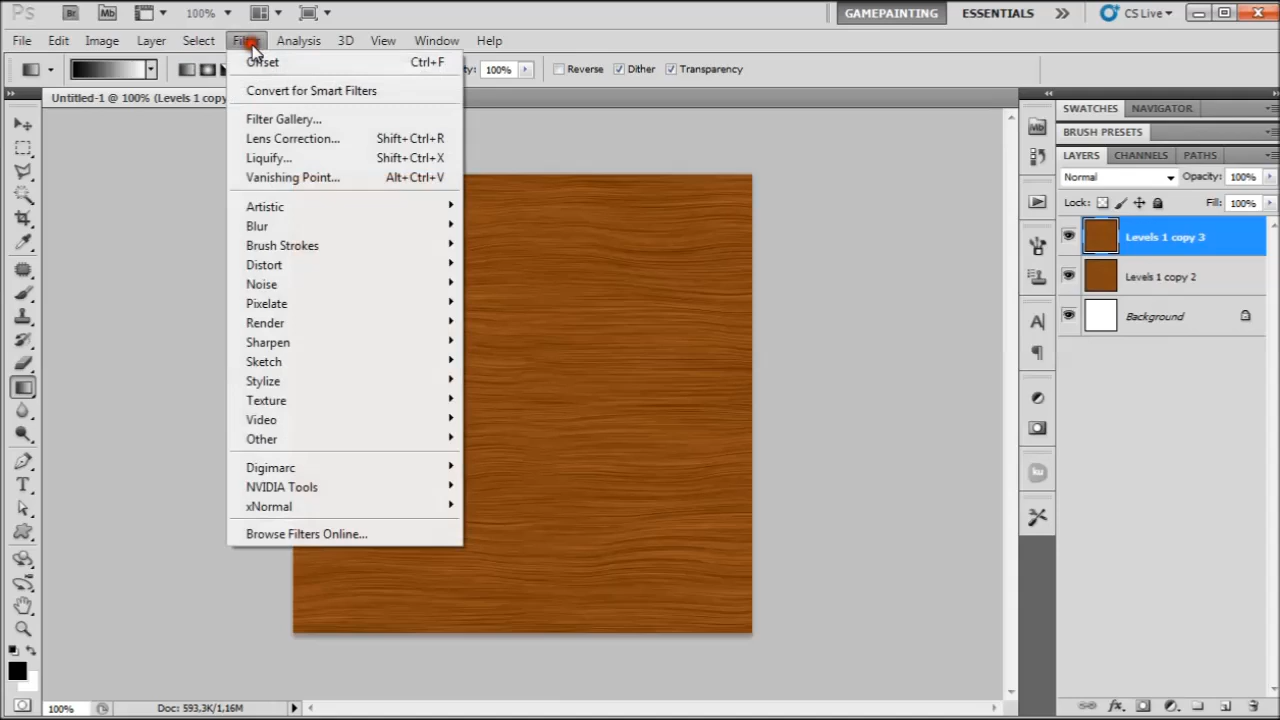 Ps Br Mb 100% GAMEPAINTING ESSENTIALS CS Live
File Edit Image Layer Select Filter Analysis 3D View Window Help
100% Reverse Dither Transparency
Untitled-1 @ 100% (Levels 1 copy
Offset Ctrl+F
Convert for Smart Filters
Filter Gallery...
Lens Correction... Shift+Ctrl+R
Liquify... Shift+Ctrl+X
Vanishing Point... Alt+Ctrl+V
Artistic
Blur
Brush Strokes
Distort
Noise
Pixelate
Render
Sharpen
Sketch
Stylize
Texture
Video
Other
Digimarc
NVIDIA Tools
xNormal
Browse Filters Online...
SWATCHES NAVIGATOR
BRUSH PRESETS
LAYERS CHANNELS PATHS
Normal Opacity: 100%
Lock: Fill: 100%
Levels 1 copy 3
Levels 1 copy 2
Background
100% Doc: 593,3K/1,16M